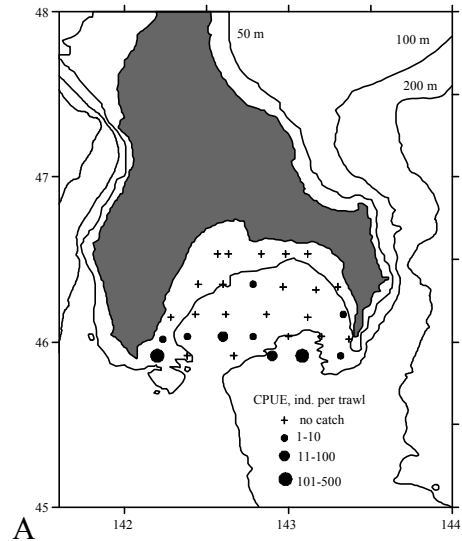 48
50 m
100 m
200 m
47
46
CPUE, ind. per trawl
no catch
1-10
11-100
101-500
45
A
142
143
144